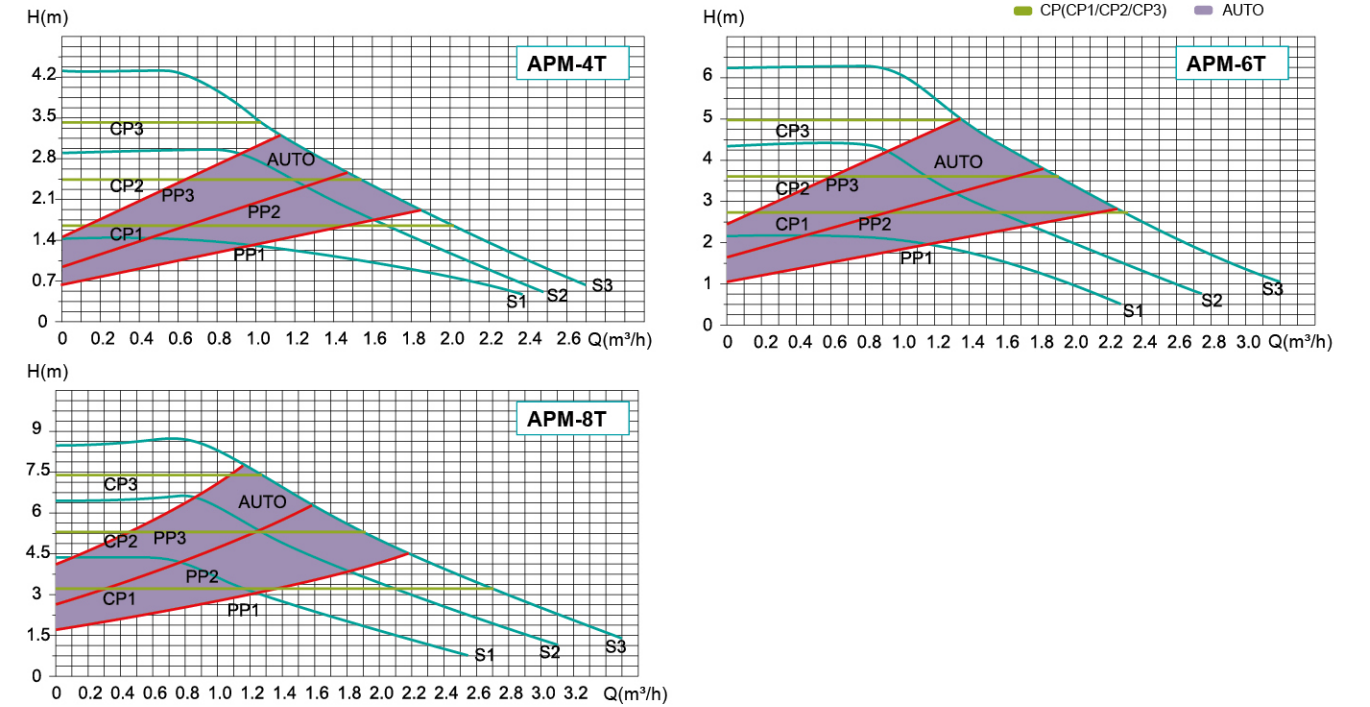 H(m)
APM-4T
4.2
3.5
2.8
2.1
1.4
0.7
0
CP3
AUTO
CP2
PP3
PP2
CP1
PP1
S1
S2
S3
0 0.2 0.4 0.6 0.8 1.0 1.2 1.4 1.6 1.8 2.0 2.2 2.4 2.6 Q(m³/h)
CP(CP1/CP2/CP3) AUTO
H(m)
APM-6T
6
5
4
3
2
1
0
CP3
AUTO
CP2
PP3
CP1
PP2
PP1
S1
S2
S3
0 0.2 0.4 0.6 0.8 1.0 1.2 1.4 1.6 1.8 2.0 2.2 2.4 2.6 2.8 3.0 Q(m³/h)
H(m)
APM-8T
9
7.5
6
4.5
3
1.5
0
CP3
AUTO
CP2
PP3
PP2
CP1
PP1
S1
S2
S3
0 0.2 0.4 0.6 0.8 1.0 1.2 1.4 1.6 1.8 2.0 2.2 2.4 2.6 2.8 3.0 3.2 Q(m³/h)